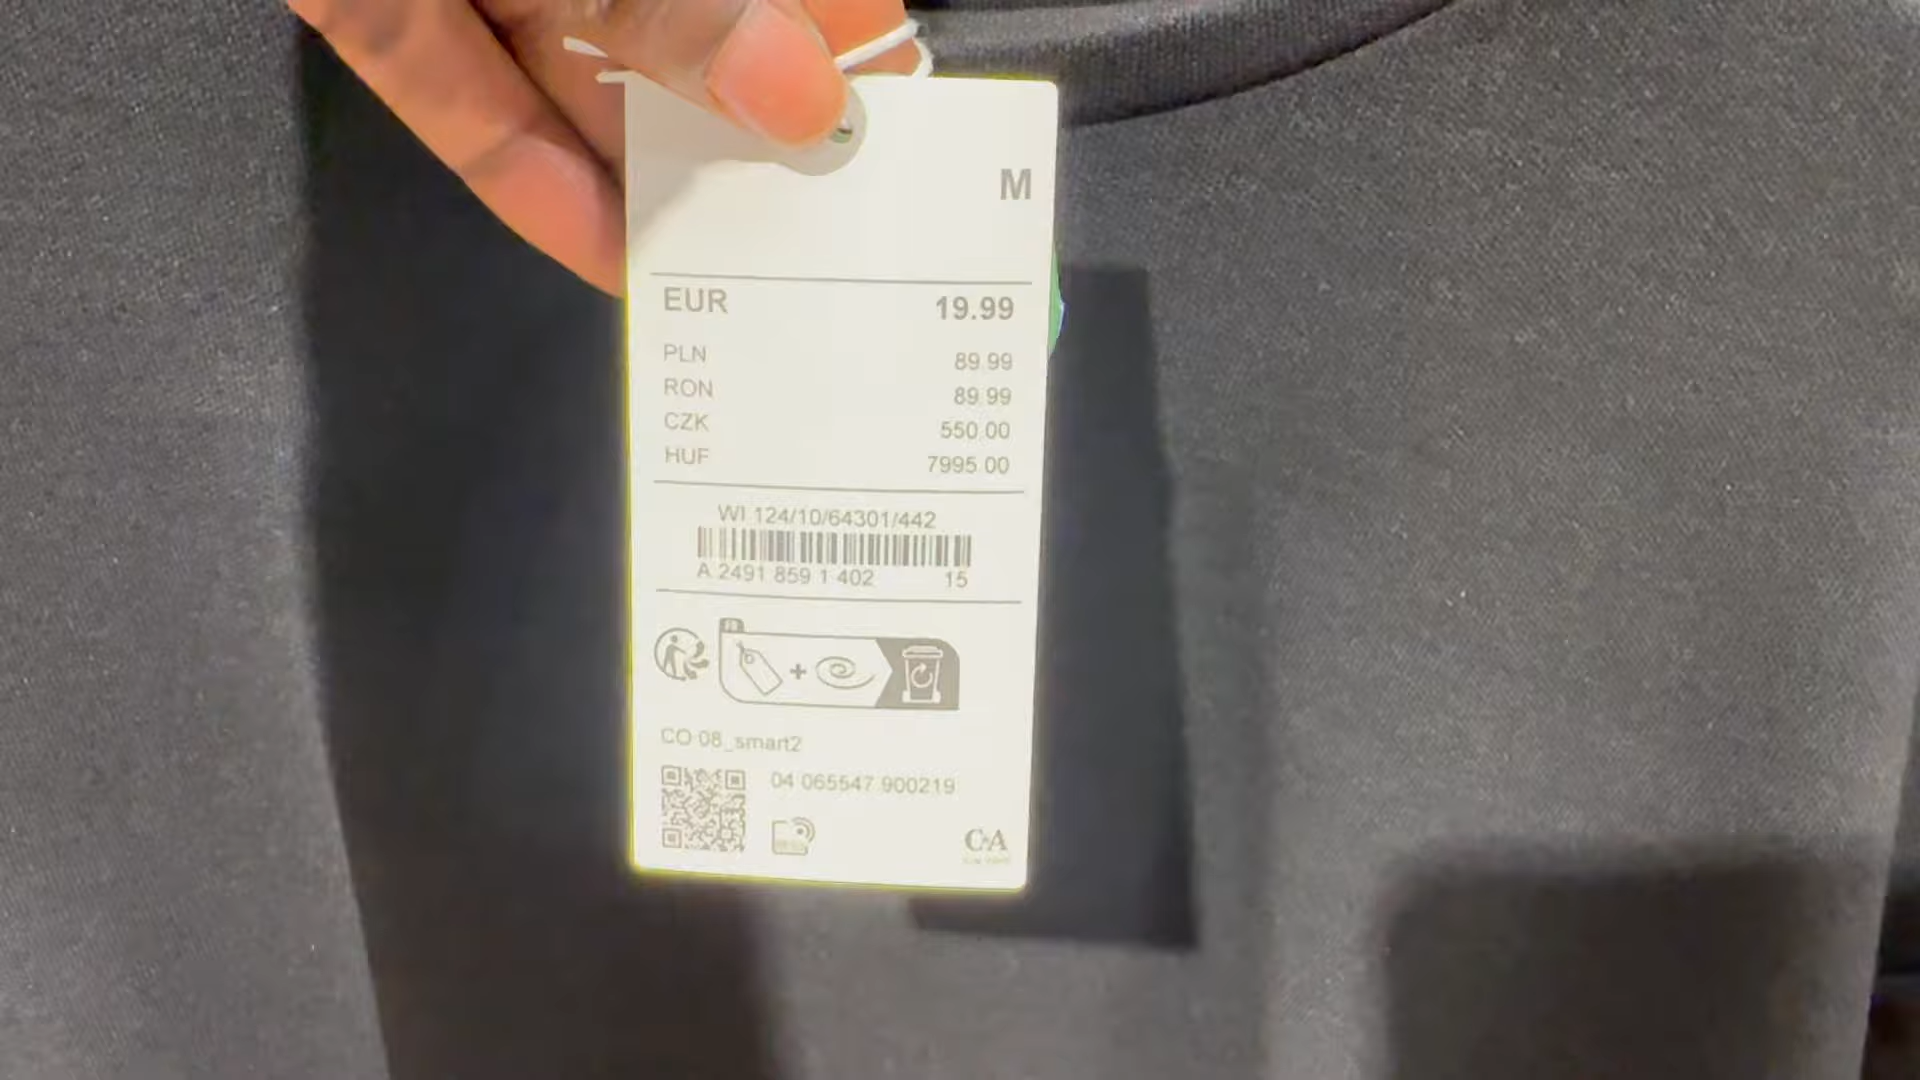 M
EUR 19.99
PLN 89.99
RON 89.99
CZK 550.00
HUF 7995.00
WI 124/10/64301/442
A 2491 859 1 402 15
FR
+
CO 08_smart2
04 065547 900219
C&A